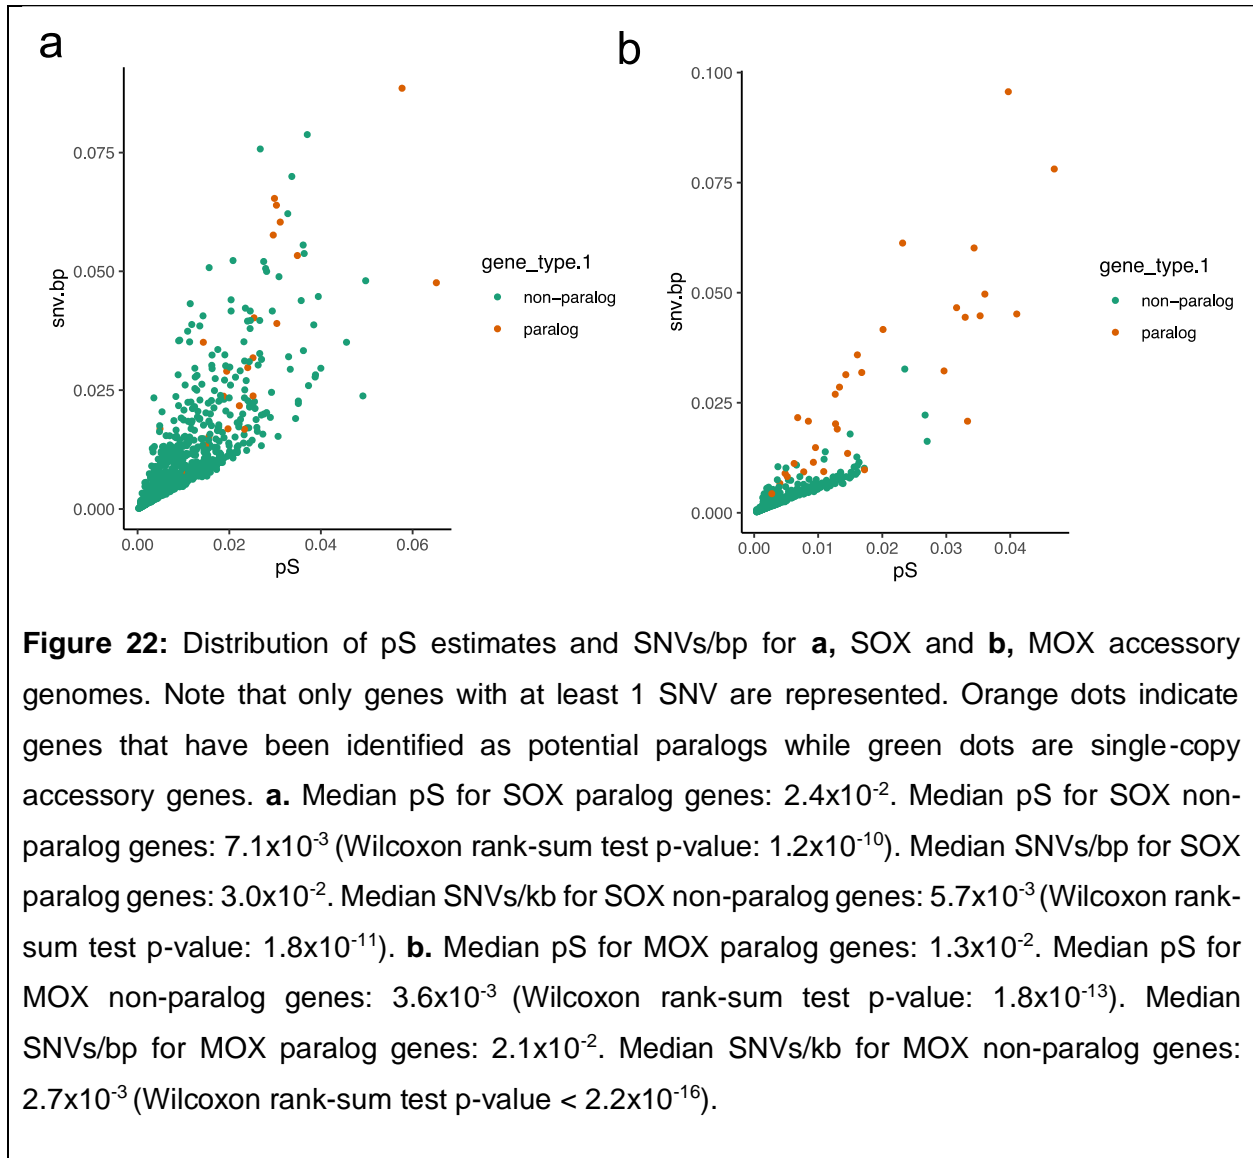 a
b
0.075
0.050
0.025
0.000
snv.bp
0.00
0.02
0.04
0.06
pS
gene_type.1
non−paralog
paralog
0.100
0.075
0.050
0.025
0.000
snv.bp
0.00
0.01
0.02
0.03
0.04
pS
gene_type.1
non−paralog
paralog
Figure 22: Distribution of pS estimates and SNVs/bp for a, SOX and b, MOX accessory
genomes. Note that only genes with at least 1 SNV are represented. Orange dots indicate
genes that have been identified as potential paralogs while green dots are single-copy
accessory genes. a. Median pS for SOX paralog genes: 2.4x10⁻². Median pS for SOX non-
paralog genes: 7.1x10⁻³ (Wilcoxon rank-sum test p-value: 1.2x10⁻¹⁰). Median SNVs/bp for SOX
paralog genes: 3.0x10⁻². Median SNVs/kb for SOX non-paralog genes: 5.7x10⁻³ (Wilcoxon rank-
sum test p-value: 1.8x10⁻¹¹). b. Median pS for MOX paralog genes: 1.3x10⁻². Median pS for
MOX non-paralog genes: 3.6x10⁻³ (Wilcoxon rank-sum test p-value: 1.8x10⁻¹³). Median
SNVs/bp for MOX paralog genes: 2.1x10⁻². Median SNVs/kb for MOX non-paralog genes:
2.7x10⁻³ (Wilcoxon rank-sum test p-value < 2.2x10⁻¹⁶).